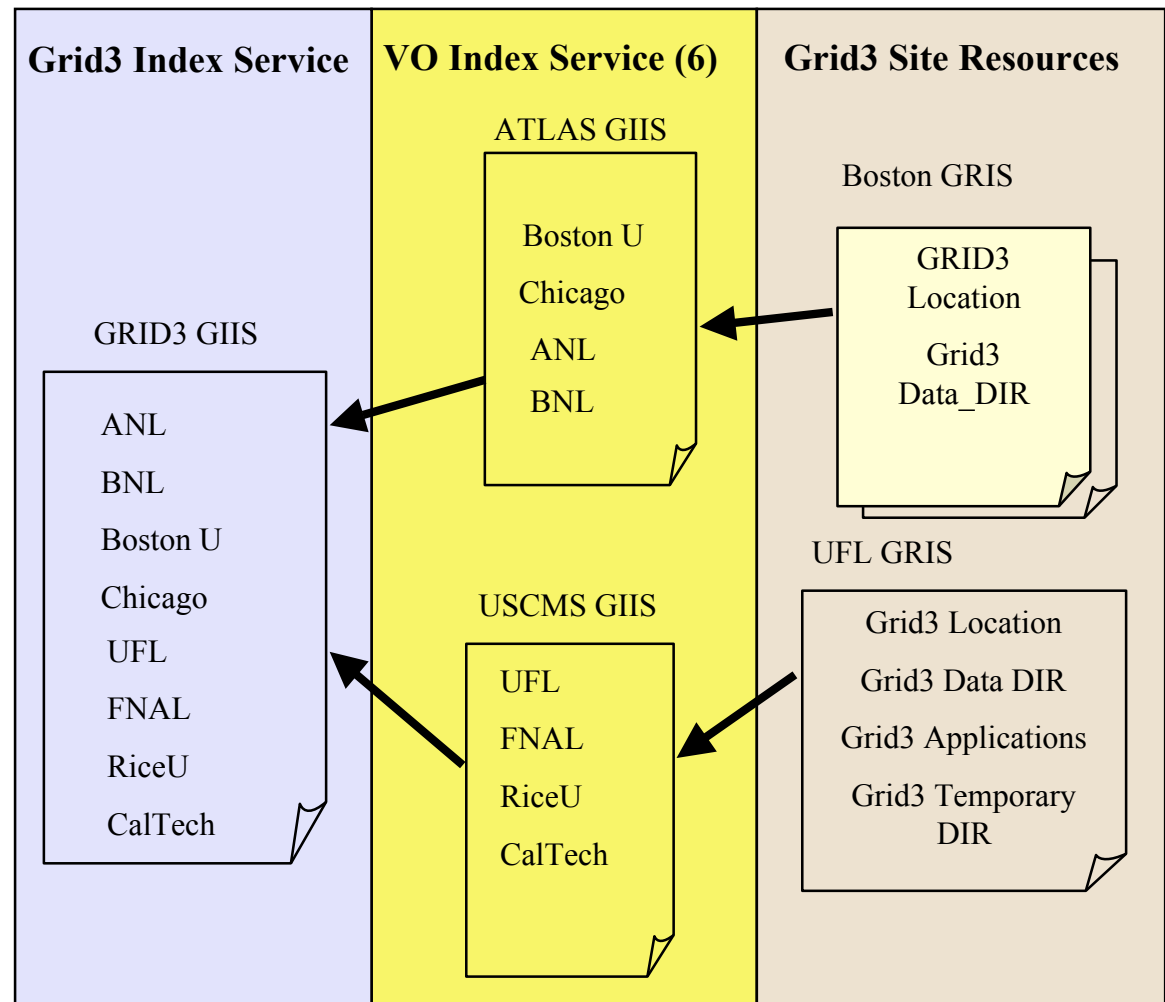 Grid3 Index Service
GRID3 GIIS
ANL
BNL
Boston U
Chicago
UFL
FNAL
RiceU
CalTech
VO Index Service (6)
ATLAS GIIS
Boston U
Chicago
ANL
BNL
USCMS GIIS
UFL
FNAL
RiceU
CalTech
Grid3 Site Resources
Boston GRIS
GRID3
Location
Grid3
Data_DIR
UFL GRIS
Grid3 Location
Grid3 Data DIR
Grid3 Applications
Grid3 Temporary
DIR